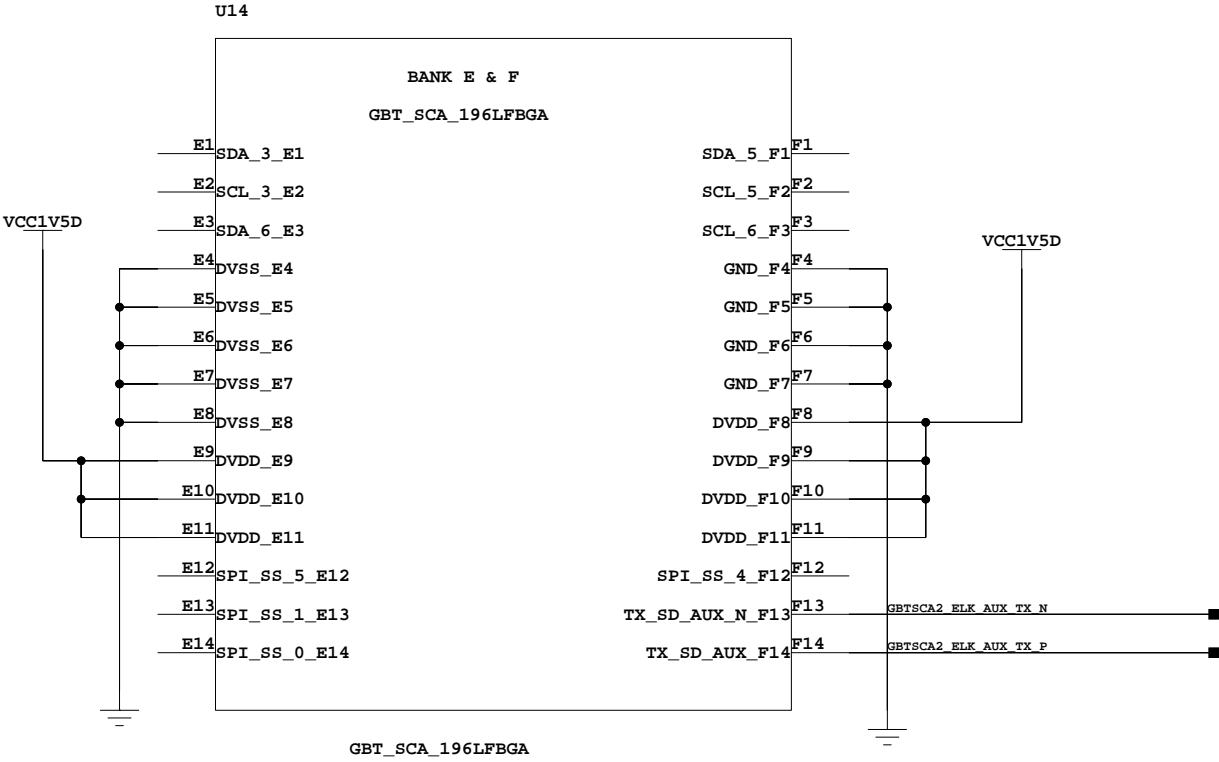 U14
BANK E & F
GBT_SCA_196LFBGA
E1 SDA_3_E1 SDA_5_F1 F1
E2 SCL_3_E2 SCL_5_F2 F2
VCC1V5D E3 SDA_6_E3 SCL_6_F3 F3
VCC1V5D
E4 DVSS_E4 GND_F4 F4
E5 DVSS_E5 GND_F5 F5
E6 DVSS_E6 GND_F6 F6
E7 DVSS_E7 GND_F7 F7
E8 DVSS_E8 DVDD_F8 F8
E9 DVDD_E9 DVDD_F9 F9
E10 DVDD_E10 DVDD_F10 F10
E11 DVDD_E11 DVDD_F11 F11
E12 SPI_SS_5_E12 SPI_SS_4_F12 F12
E13 SPI_SS_1_E13 TX_SD_AUX_N_F13 F13 GBTSCA2_ELK_AUX_TX_N
E14 SPI_SS_0_E14 TX_SD_AUX_F14 F14 GBTSCA2_ELK_AUX_TX_P
GBT_SCA_196LFBGA